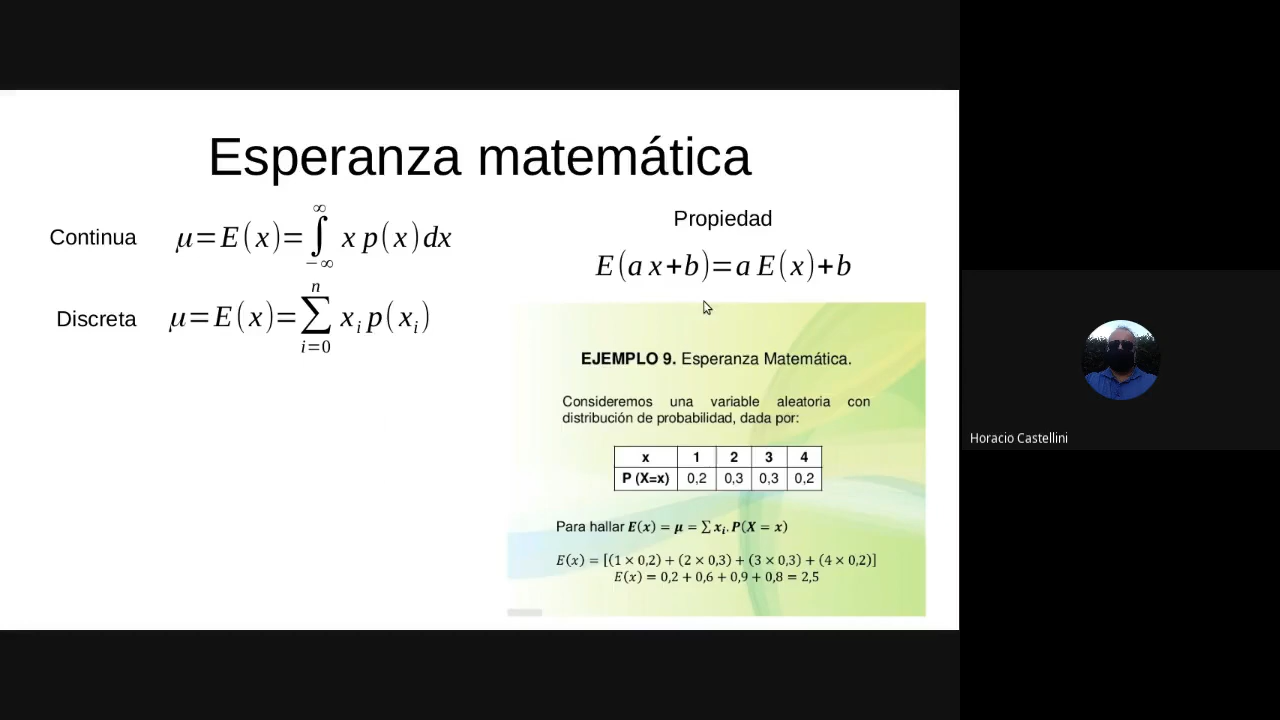 Esperanza matemática
Continua μ=E(x)=∫_{−∞}^{∞} x p(x)dx
Discreta μ=E(x)=∑_{i=0}^{n} x_i p(x_i)
Propiedad
E(a x+b)=a E(x)+b
EJEMPLO 9. Esperanza Matemática.
Consideremos una variable aleatoria con
distribución de probabilidad, dada por:
x 1 2 3 4
P (X=x) 0,2 0,3 0,3 0,2
Para hallar E(x) = μ = ∑ x_i. P(X = x)
E(x) = [(1 × 0,2) + (2 × 0,3) + (3 × 0,3) + (4 × 0,2)]
E(x) = 0,2 + 0,6 + 0,9 + 0,8 = 2,5
Horacio Castellini